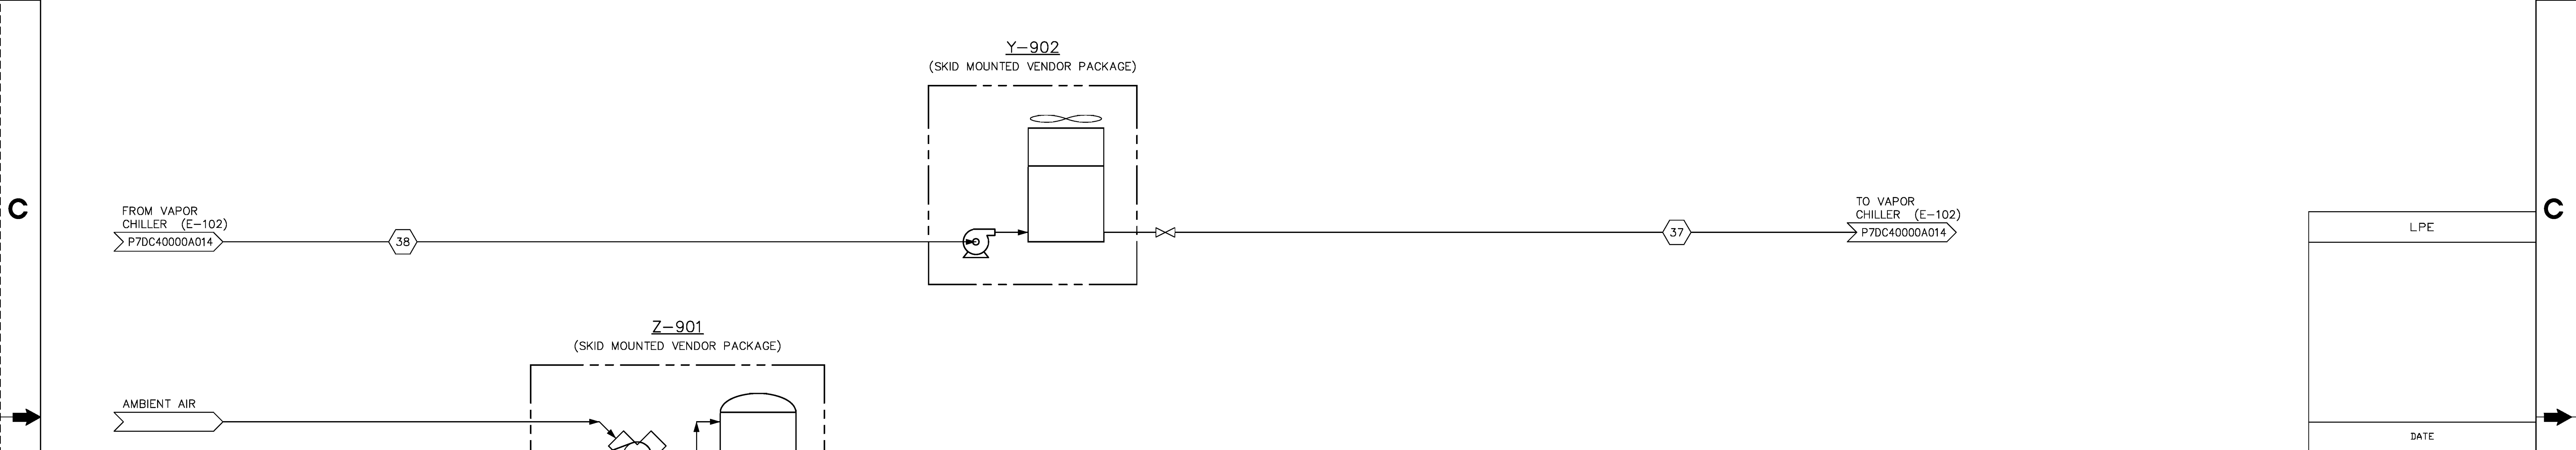 Y-902
(SKID MOUNTED VENDOR PACKAGE)
C
FROM VAPOR
CHILLER (E-102)
P7DC40000A014
38
37
TO VAPOR
CHILLER (E-102)
P7DC40000A014
LPE
C
Z-901
(SKID MOUNTED VENDOR PACKAGE)
AMBIENT AIR
DATE